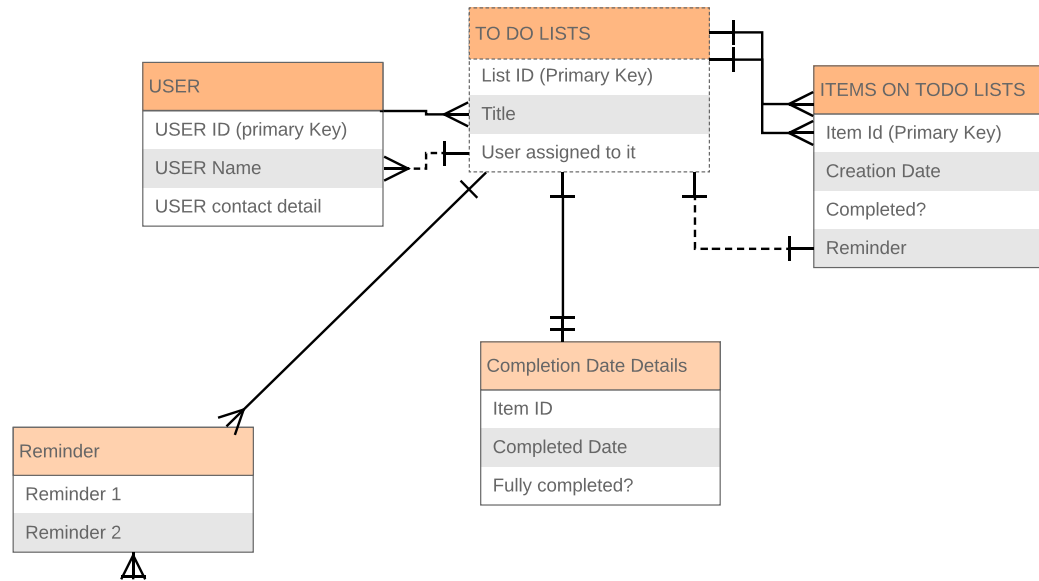 TO DO LISTS
List ID (Primary Key)
Title
User assigned to it
USER
USER ID (primary Key)
USER Name
USER contact detail
ITEMS ON TODO LISTS
Item Id (Primary Key)
Creation Date
Completed?
Reminder
Completion Date Details
Item ID
Completed Date
Fully completed?
Reminder
Reminder 1
Reminder 2